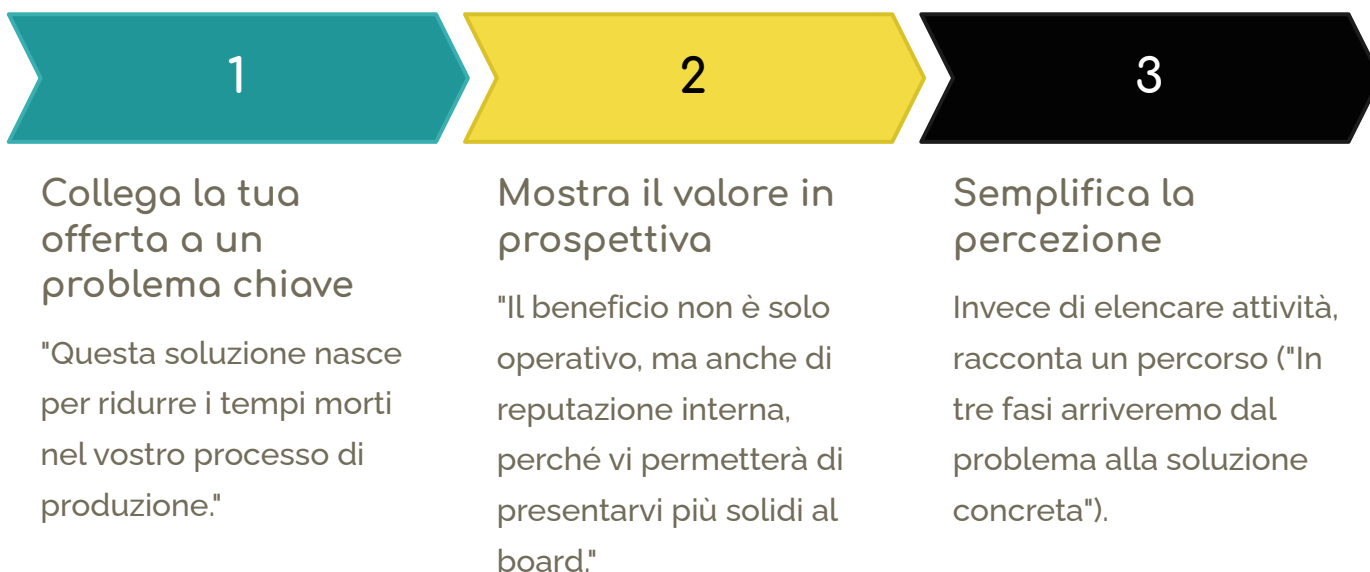 1
Collega la tua
offerta a un
problema chiave
"Questa soluzione nasce
per ridurre i tempi morti
nel vostro processo di
produzione."
2
Mostra il valore in
prospettiva
"Il beneficio non è solo
operativo, ma anche di
reputazione interna,
perché vi permetterà di
presentarvi più solidi al
board."
3
Semplifica la
percezione
Invece di elencare attività,
racconta un percorso ("In
tre fasi arriveremo dal
problema alla soluzione
concreta").